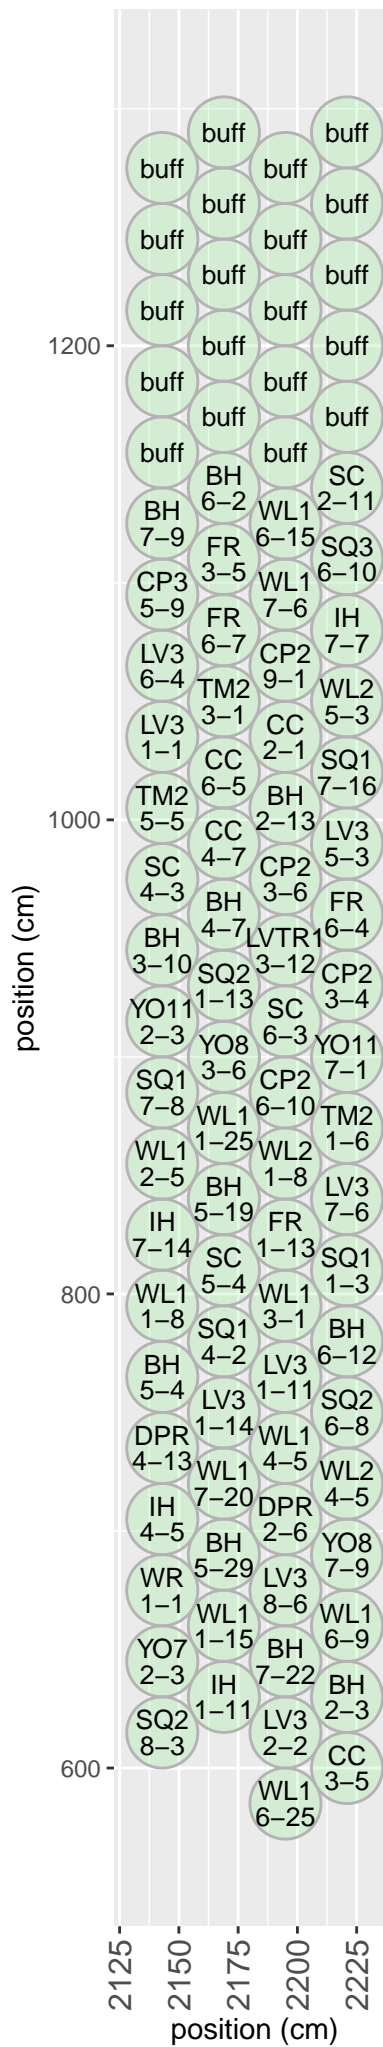 buff
buff
buff
buff
buff
buff
buff
buff
buff
buff
buff
1200
buff
buff
buff
buff
buff
buff
buff
buff
buff
BH
6–2
SC
2–11
BH
7–9
WL1
6–15
FR
3–5
SQ3
6–10
CP3
5–9
WL1
7–6
FR
6–7
IH
7–7
LV3
6–4
CP2
9–1
TM2
3–1
WL2
5–3
LV3
1–1
CC
2–1
CC
6–5
SQ1
7–16
TM2
5–5
BH
2–13
1000
CC
4–7
LV3
5–3
SC
4–3
CP2
3–6
BH
4–7
FR
6–4
BH
3–10
LVTR1
3–12
SQ2
1–13
CP2
3–4
YO11
2–3
SC
6–3
YO8
3–6
YO11
7–1
SQ1
7–8
CP2
6–10
WL1
1–25
TM2
1–6
WL1
2–5
WL2
1–8
BH
5–19
LV3
7–6
IH
7–14
FR
1–13
SC
5–4
SQ1
1–3
WL1
1–8
WL1
3–1
800
SQ1
4–2
BH
6–12
BH
5–4
LV3
1–11
LV3
1–14
SQ2
6–8
DPR
4–13
WL1
4–5
WL1
7–20
WL2
4–5
IH
4–5
DPR
2–6
BH
5–29
YO8
7–9
WR
1–1
LV3
8–6
WL1
1–15
WL1
6–9
YO7
2–3
BH
7–22
IH
1–11
BH
2–3
SQ2
8–3
LV3
2–2
600
CC
3–5
WL1
6–25
position (cm)
2125
2150
2175
2200
2225
position (cm)